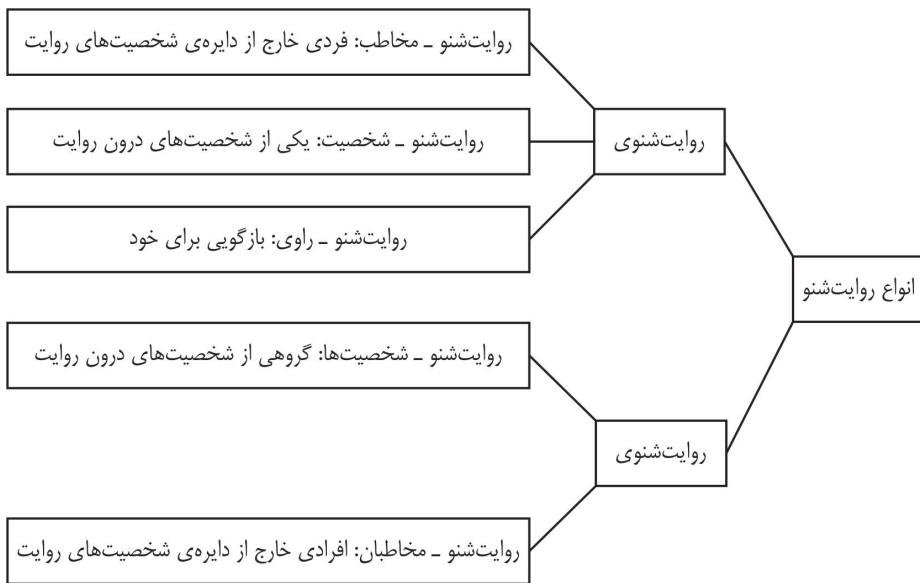 انواع روایت‌شنو
روایت‌شنوی
روایت‌شنو ـ مخاطب: فردی خارج از دایره‌ی شخصیت‌های روایت
روایت‌شنو ـ شخصیت: یکی از شخصیت‌های درون روایت
روایت‌شنو ـ راوی: بازگویی برای خود
روایت‌شنوی
روایت‌شنو ـ شخصیت‌ها: گروهی از شخصیت‌های درون روایت
روایت‌شنو ـ مخاطبان: افرادی خارج از دایره‌ی شخصیت‌های روایت